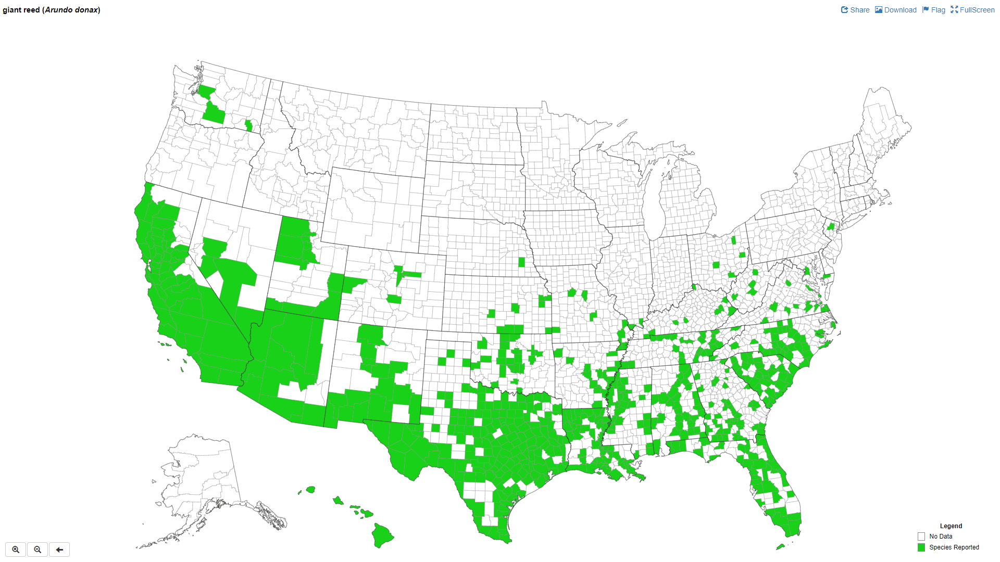 giant reed (Arundo donax)
Share Download Flag FullScreen
Legend
No Data
Species Reported